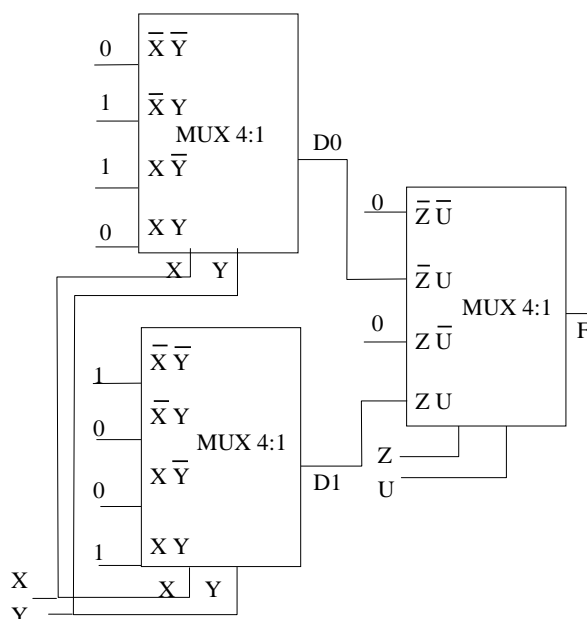 0 X̅ Y̅
1 X̅ Y
MUX 4:1
D0
1 X Y̅
0 X Y
X Y
0 Z̅ Y̅
Z̅ U
MUX 4:1
F
0 Z U̅
Z U
Z
U
1 X̅ Y̅
0 X̅ Y
MUX 4:1
D1
0 X Y̅
1 X Y
X Y
X
Y